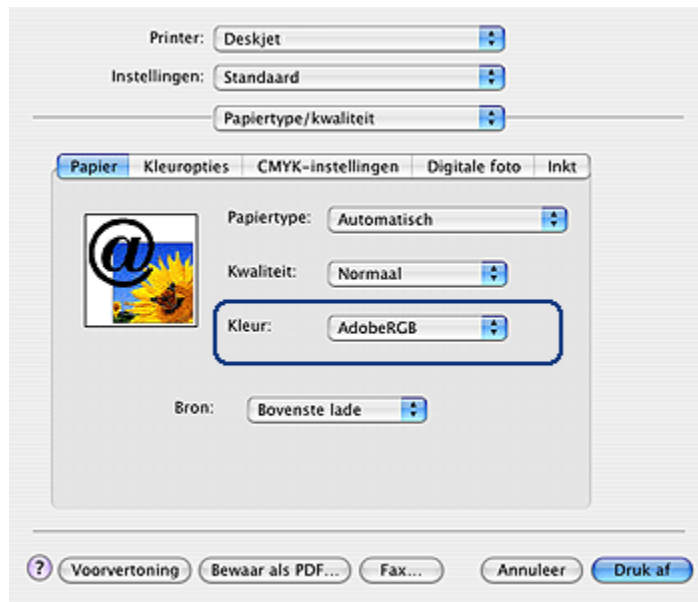 Printer: Deskjet
Instellingen: Standaard
Papiertype/kwaliteit
Papier Kleuropties CMYK-instellingen Digitale foto Inkt
@
Papiertype: Automatisch
Kwaliteit: Normaal
Kleur: AdobeRGB
Bron: Bovenste lade
? Voorvertoning Bewaar als PDF... Fax... Annuleer Druk af